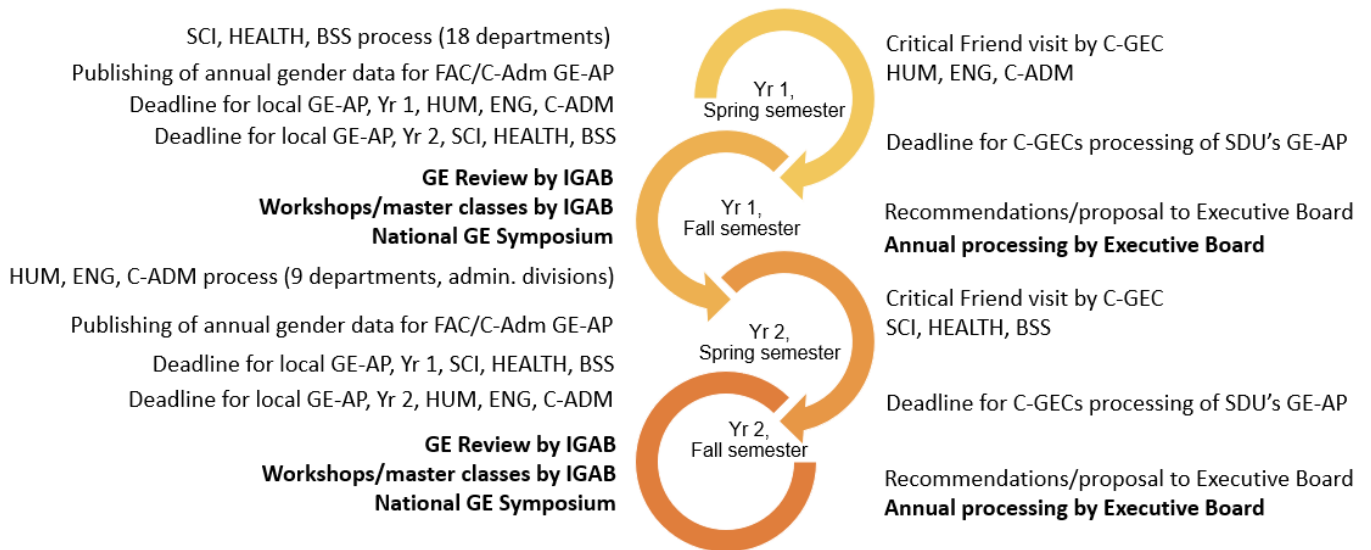 SCI, HEALTH, BSS process (18 departments)
Publishing of annual gender data for FAC/C-Adm GE-AP
Deadline for local GE-AP, Yr 1, HUM, ENG, C-ADM
Deadline for local GE-AP, Yr 2, SCI, HEALTH, BSS
GE Review by IGAB
Workshops/master classes by IGAB
National GE Symposium
HUM, ENG, C-ADM process (9 departments, admin. divisions)
Publishing of annual gender data for FAC/C-Adm GE-AP
Deadline for local GE-AP, Yr 1, SCI, HEALTH, BSS
Deadline for local GE-AP, Yr 2, HUM, ENG, C-ADM
GE Review by IGAB
Workshops/master classes by IGAB
National GE Symposium
Yr 1,
Spring semester
Yr 1,
Fall semester
Yr 2,
Spring semester
Yr 2,
Fall semester
Critical Friend visit by C-GEC
HUM, ENG, C-ADM
Deadline for C-GECs processing of SDU’s GE-AP
Recommendations/proposal to Executive Board
Annual processing by Executive Board
Critical Friend visit by C-GEC
SCI, HEALTH, BSS
Deadline for C-GECs processing of SDU’s GE-AP
Recommendations/proposal to Executive Board
Annual processing by Executive Board